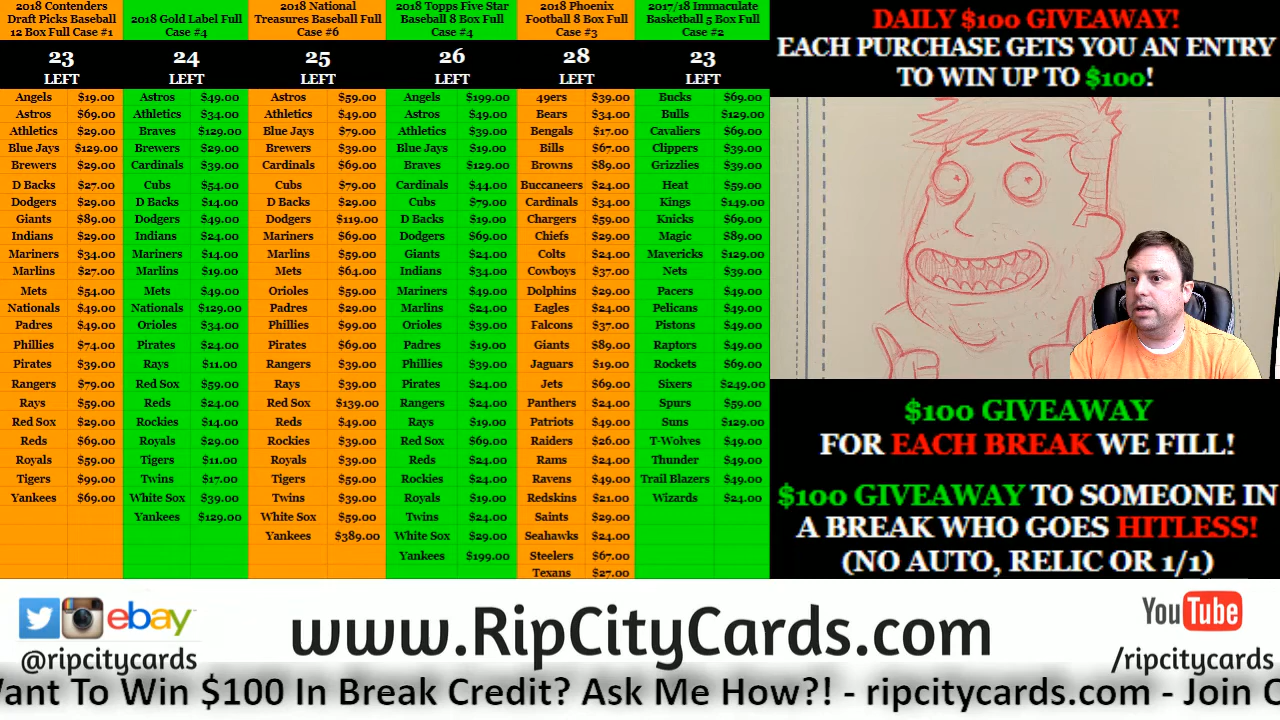 2018 Contenders
Draft Picks Baseball
12 Box Full Case #1
23
LEFT
Angels $19.00
Astros $69.00
Athletics $29.00
Blue Jays $129.00
Brewers $29.00
D Backs $27.00
Dodgers $29.00
Giants $89.00
Indians $29.00
Mariners $34.00
Marlins $27.00
Mets $54.00
Nationals $49.00
Padres $49.00
Phillies $74.00
Pirates $39.00
Rangers $79.00
Rays $59.00
Red Sox $29.00
Reds $69.00
Royals $59.00
Tigers $99.00
Yankees $69.00
2018 Gold Label Full
Case #4
24
LEFT
Astros $49.00
Athletics $34.00
Braves $129.00
Brewers $29.00
Cardinals $39.00
Cubs $54.00
D Backs $14.00
Dodgers $49.00
Indians $24.00
Mariners $14.00
Marlins $19.00
Mets $49.00
Nationals $129.00
Orioles $34.00
Pirates $24.00
Rays $11.00
Red Sox $59.00
Reds $24.00
Rockies $14.00
Royals $29.00
Tigers $11.00
Twins $17.00
White Sox $39.00
Yankees $129.00
2018 National
Treasures Baseball Full
Case #6
25
LEFT
Astros $59.00
Athletics $49.00
Blue Jays $79.00
Brewers $39.00
Cardinals $69.00
Cubs $79.00
D Backs $29.00
Dodgers $119.00
Mariners $69.00
Marlins $59.00
Mets $64.00
Orioles $59.00
Padres $29.00
Phillies $99.00
Pirates $69.00
Rangers $39.00
Rays $39.00
Red Sox $139.00
Reds $49.00
Rockies $39.00
Royals $39.00
Tigers $59.00
Twins $39.00
White Sox $59.00
Yankees $389.00
2018 Topps Five Star
Baseball 8 Box Full
Case #4
26
LEFT
Angels $199.00
Astros $49.00
Athletics $39.00
Blue Jays $19.00
Braves $129.00
Cardinals $44.00
Cubs $79.00
D Backs $19.00
Dodgers $69.00
Giants $24.00
Indians $34.00
Mariners $49.00
Marlins $24.00
Orioles $39.00
Padres $19.00
Phillies $39.00
Pirates $24.00
Rangers $24.00
Rays $19.00
Red Sox $69.00
Reds $24.00
Rockies $24.00
Royals $19.00
Twins $24.00
White Sox $29.00
Yankees $199.00
2018 Phoenix
Football 8 Box Full
Case #3
28
LEFT
49ers $39.00
Bears $34.00
Bengals $17.00
Bills $67.00
Browns $89.00
Buccaneers $24.00
Cardinals $34.00
Chargers $59.00
Chiefs $29.00
Colts $24.00
Cowboys $37.00
Dolphins $29.00
Eagles $24.00
Falcons $37.00
Giants $89.00
Jaguars $19.00
Jets $69.00
Panthers $24.00
Patriots $49.00
Raiders $26.00
Rams $24.00
Ravens $49.00
Redskins $21.00
Saints $29.00
Seahawks $24.00
Steelers $67.00
Texans $27.00
2017/18 Immaculate
Basketball 5 Box Full
Case #2
23
LEFT
Bucks $69.00
Bulls $129.00
Cavaliers $69.00
Clippers $39.00
Grizzlies $39.00
Heat $59.00
Kings $149.00
Knicks $69.00
Magic $89.00
Mavericks $129.00
Nets $39.00
Pacers $49.00
Pelicans $49.00
Pistons $49.00
Raptors $49.00
Rockets $69.00
Sixers $249.00
Spurs $59.00
Suns $129.00
T-Wolves $49.00
Thunder $49.00
Trail Blazers $49.00
Wizards $24.00
DAILY $100 GIVEAWAY!
EACH PURCHASE GETS YOU AN ENTRY
TO WIN UP TO $100!
$100 GIVEAWAY
FOR EACH BREAK WE FILL!
$100 GIVEAWAY TO SOMEONE IN
A BREAK WHO GOES HITLESS!
(NO AUTO, RELIC OR 1/1)
ebay
@ripcitycards
www.RipCityCards.com
YouTube
/ripcitycards
Want To Win $100 In Break Credit? Ask Me How?! - ripcitycards.com - Join